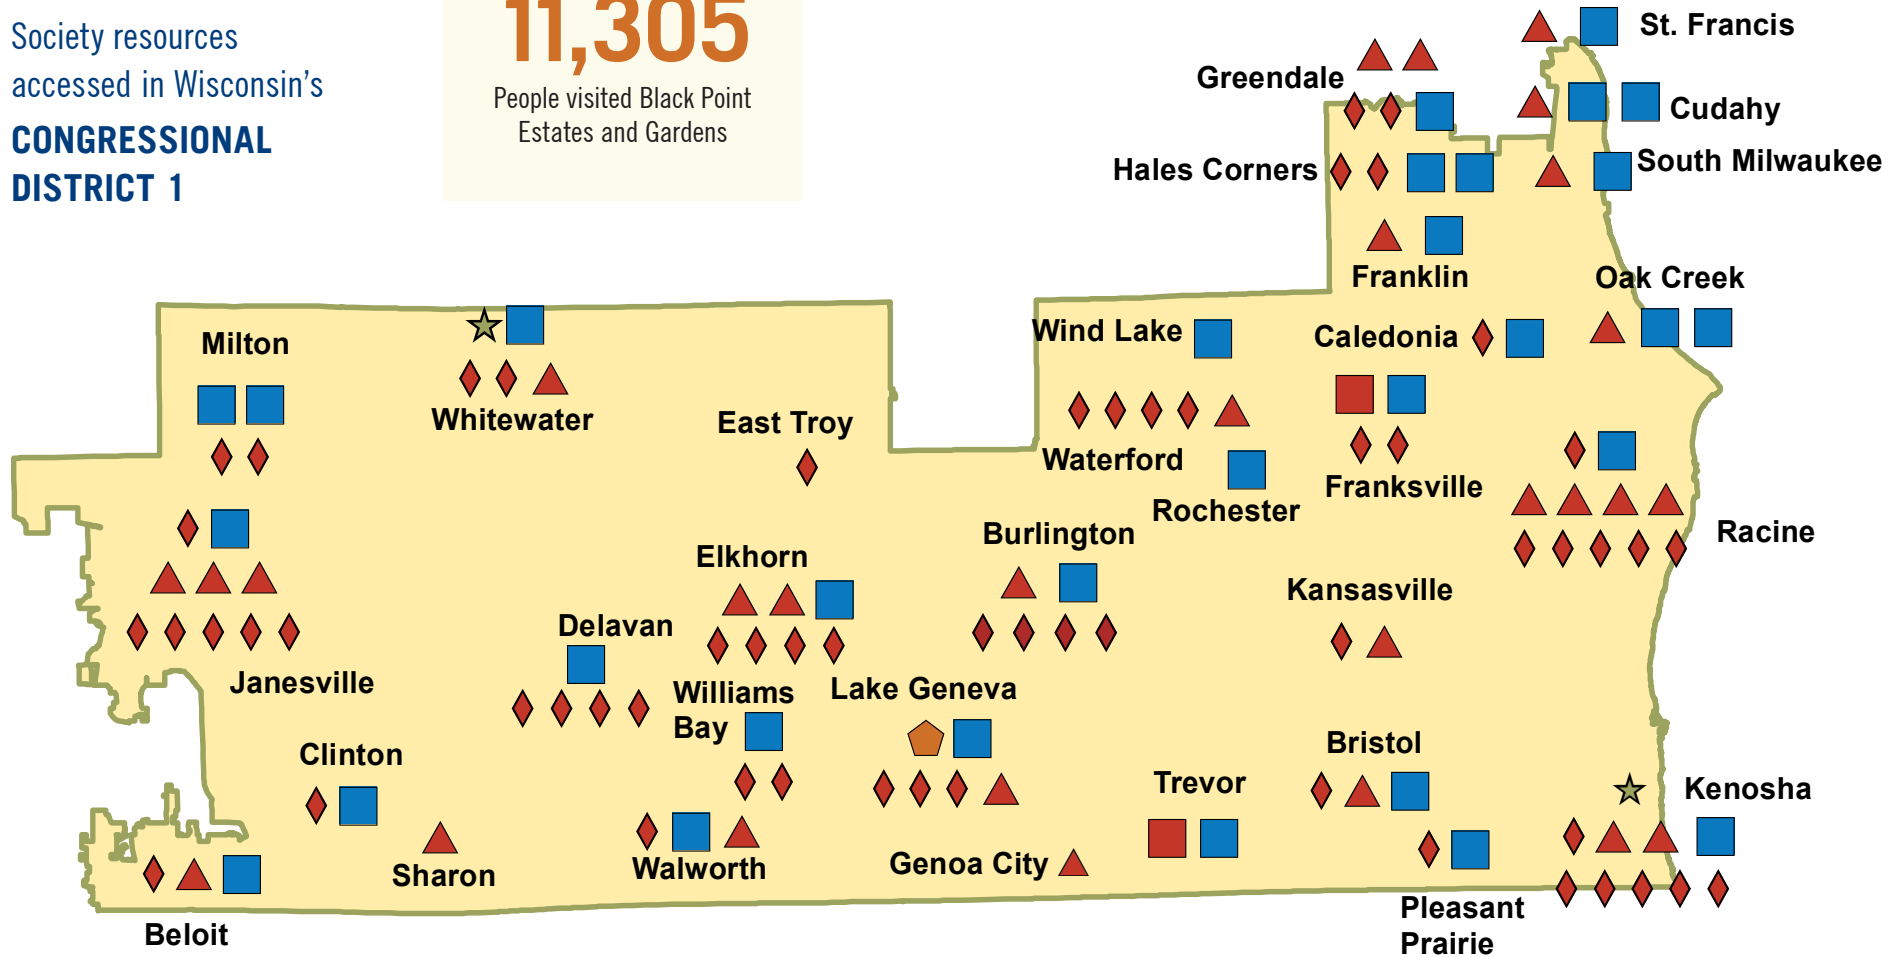 Society resources
accessed in Wisconsin's
CONGRESSIONAL
DISTRICT 1
11,305
People visited Black Point
Estates and Gardens
St. Francis
Greendale
Cudahy
Hales Corners
South Milwaukee
Franklin
Oak Creek
Milton
Wind Lake
Caledonia
Whitewater
East Troy
Waterford
Franksville
Rochester
Racine
Burlington
Elkhorn
Kansasville
Delavan
Janesville
Williams
Bay
Lake Geneva
Clinton
Bristol
Trevor
Kenosha
Sharon
Walworth
Genoa City
Pleasant
Prairie
Beloit